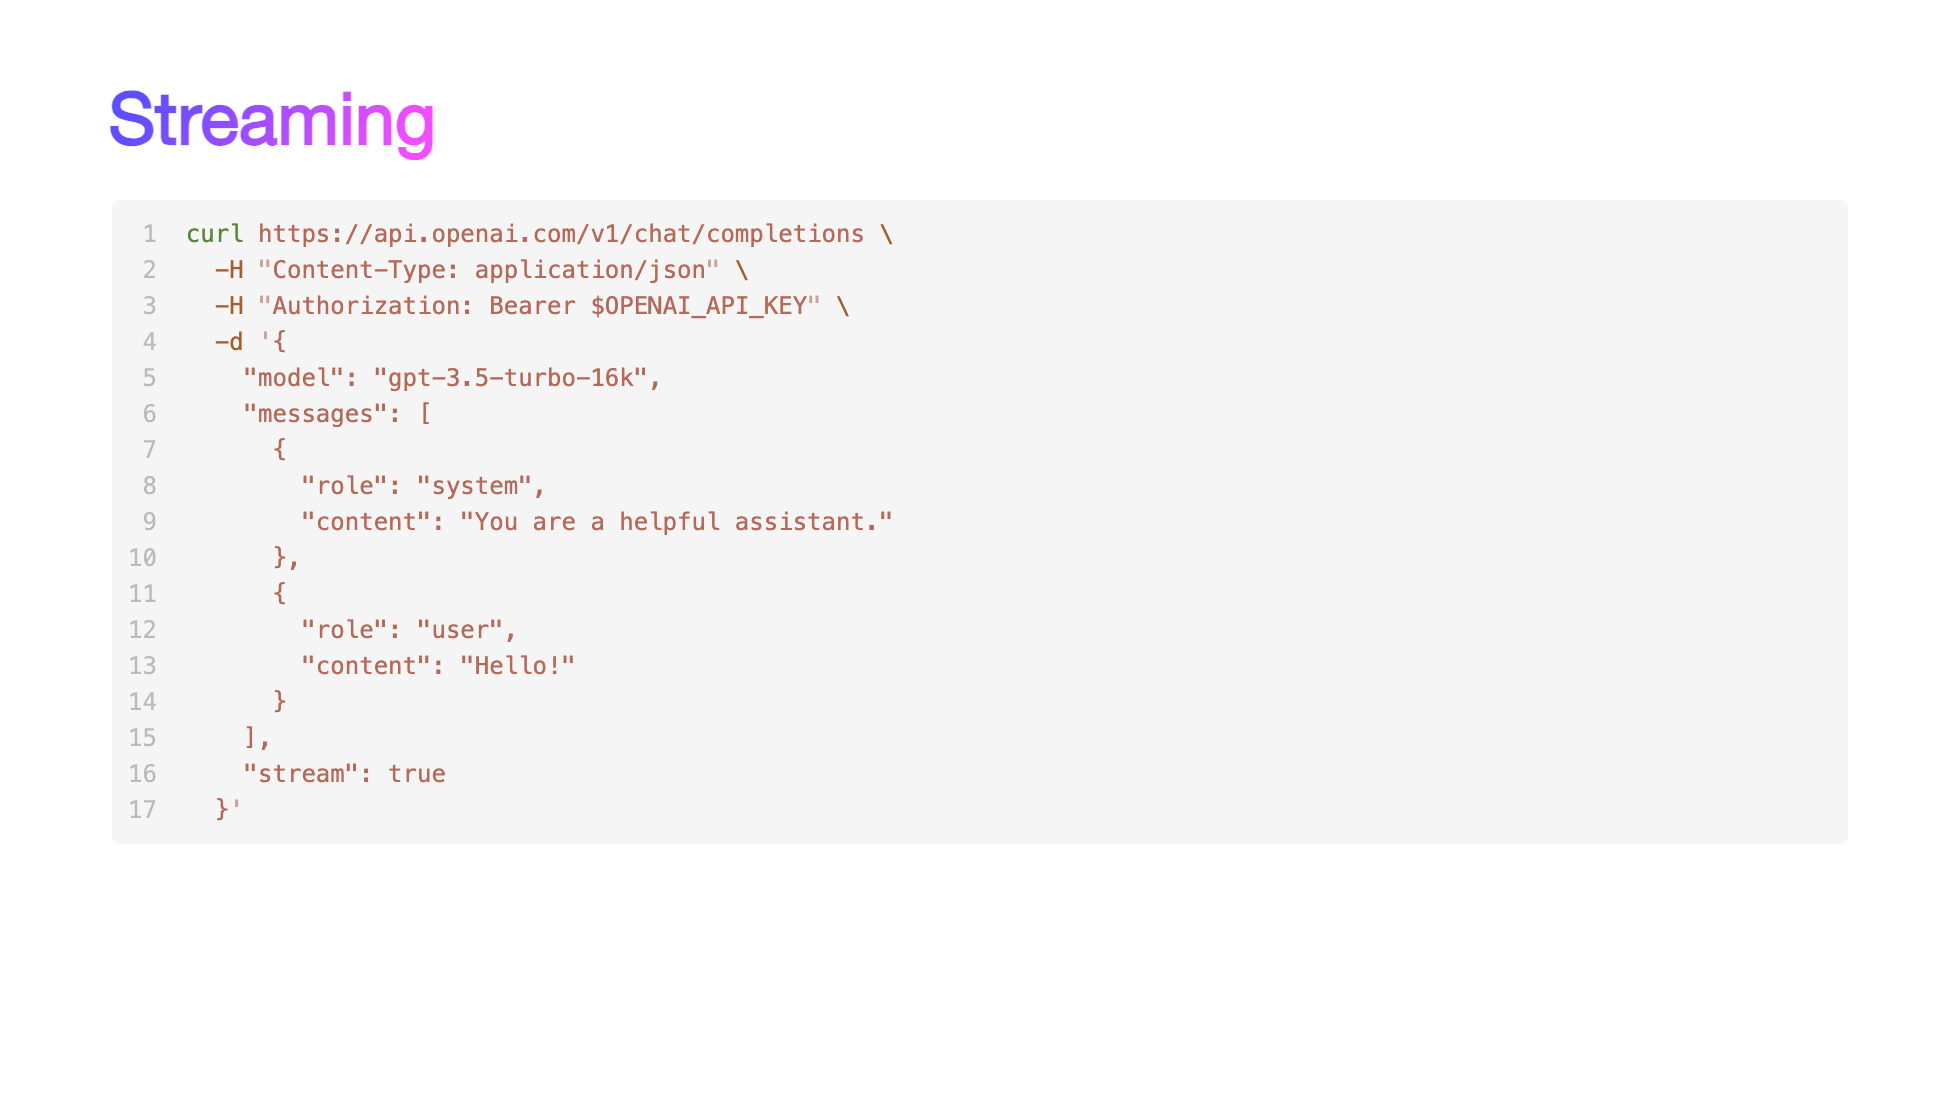 Streaming
1 curl https://api.openai.com/v1/chat/completions \
2   -H "Content-Type: application/json" \
3   -H "Authorization: Bearer $OPENAI_API_KEY" \
4   -d '{
5     "model": "gpt-3.5-turbo-16k",
6     "messages": [
7       {
8         "role": "system",
9         "content": "You are a helpful assistant."
10       },
11       {
12         "role": "user",
13         "content": "Hello!"
14       }
15     ],
16     "stream": true
17   }'